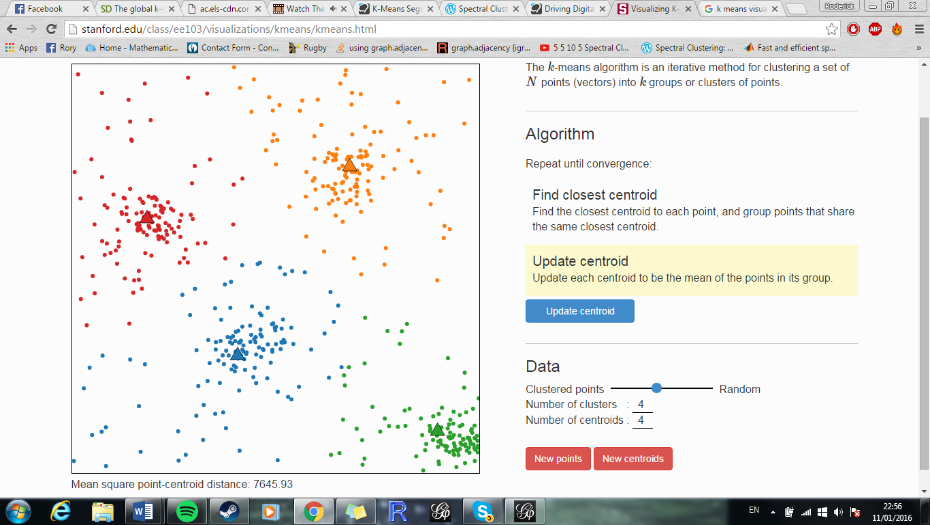 Facebook
SD The global k-
ac.els-cdn.com
Watch The
K-Means Seg
Spectral Clust
Driving Digita
Visualizing K-
k means visua
Roderick
stanford.edu/class/ee103/visualizations/kmeans/kmeans.html
ABP
Apps
Rory
Home - Mathematic...
Contact Form - Con...
Rugby
using graph.adjacen...
graph.adjacency {igr...
5 5 10 5 Spectral Cl...
Spectral Clustering: ...
Fast and efficient sp...
»
The k-means algorithm is an iterative method for clustering a set of
N points (vectors) into k groups or clusters of points.
Algorithm
Repeat until convergence:
Find closest centroid
Find the closest centroid to each point, and group points that share
the same closest centroid.
Update centroid
Update each centroid to be the mean of the points in its group.
Update centroid
Data
Clustered points
Random
Number of clusters : 4
Number of centroids : 4
New points
New centroids
Mean square point-centroid distance: 7645.93
EN
22:56
11/01/2016